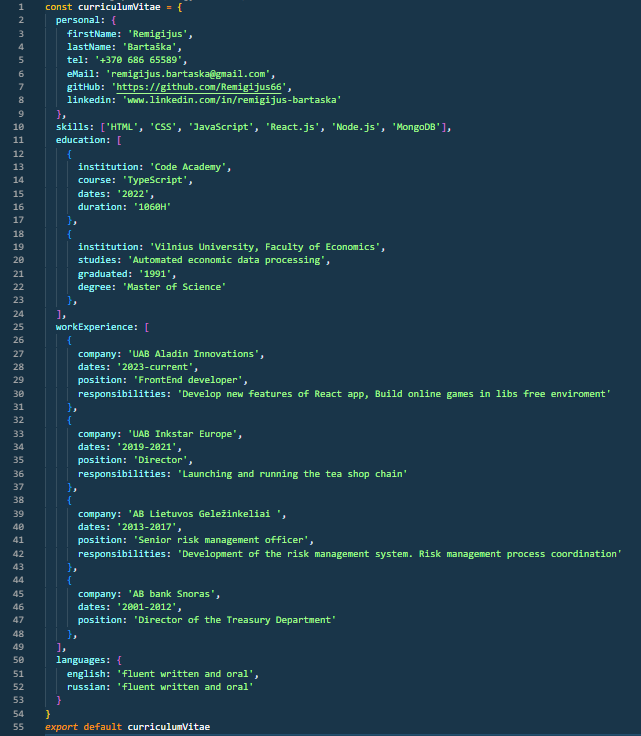 1 const curriculumVitae = {
2 personal: {
3 firstName: 'Remigijus',
4 lastName: 'Bartaška',
5 tel: '+370 686 65589',
6 eMail: 'remigijus.bartaska@gmail.com',
7 gitHub: 'https://github.com/Remigijus66',
8 linkedin: 'www.linkedin.com/in/remigijus-bartaska'
9 },
10 skills: ['HTML', 'CSS', 'JavaScript', 'React.js', 'Node.js', 'MongoDB'],
11 education: [
12 {
13 institution: 'Code Academy',
14 course: 'TypeScript',
15 dates: '2022',
16 duration: '1060H'
17 },
18 {
19 institution: 'Vilnius University, Faculty of Economics',
20 studies: 'Automated economic data processing',
21 graduated: '1991',
22 degree: 'Master of Science'
23 },
24 ],
25 workExperience: [
26 {
27 company: 'UAB Aladin Innovations',
28 dates: '2023-current',
29 position: 'FrontEnd developer',
30 responsibilities: 'Develop new features of React app, Build online games in libs free enviroment'
31 },
32 {
33 company: 'UAB Inkstar Europe',
34 dates: '2019-2021',
35 position: 'Director',
36 responsibilities: 'Launching and running the tea shop chain'
37 },
38 {
39 company: 'AB Lietuvos Geležinkeliai ',
40 dates: '2013-2017',
41 position: 'Senior risk management officer',
42 responsibilities: 'Development of the risk management system. Risk management process coordination'
43 },
44 {
45 company: 'AB bank Snoras',
46 dates: '2001-2012',
47 position: 'Director of the Treasury Department'
48 },
49 ],
50 languages: {
51 english: 'fluent written and oral',
52 russian: 'fluent written and oral'
53 }
54 }
55 export default curriculumVitae